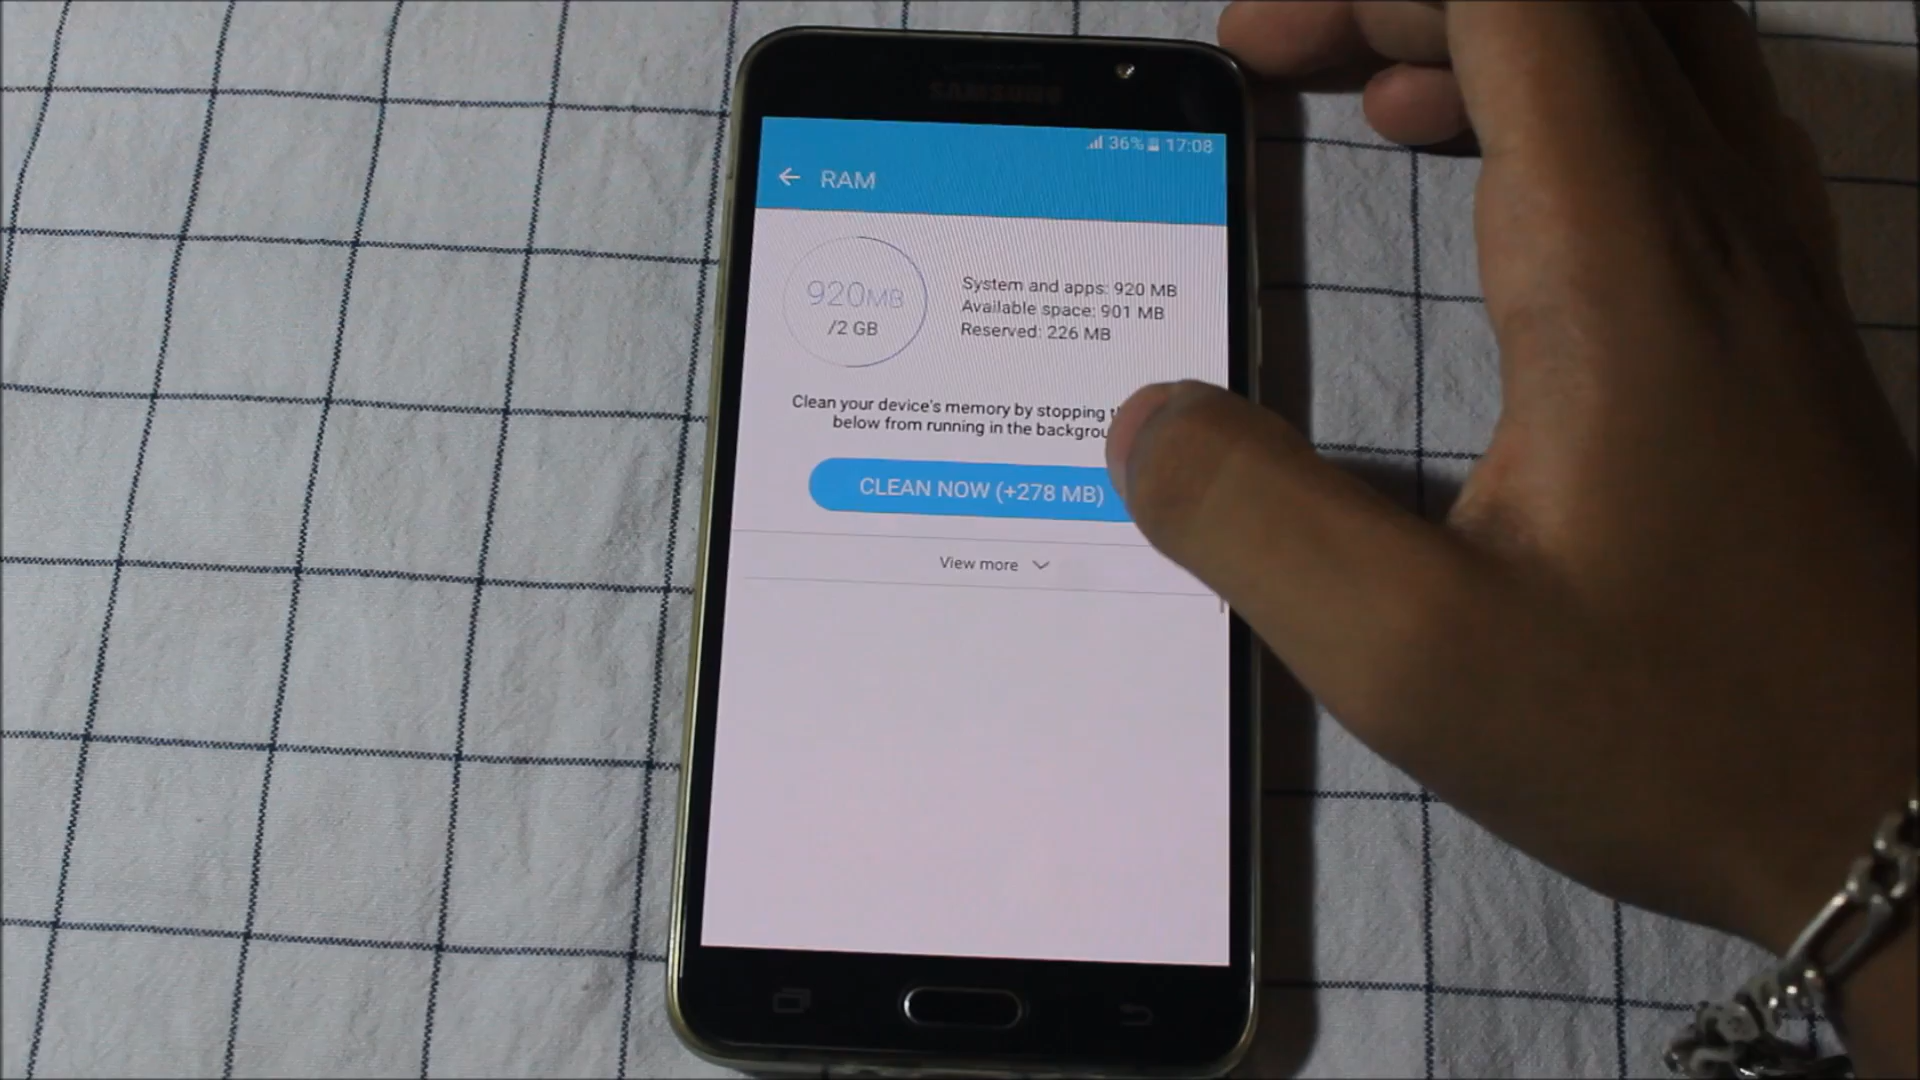 SAMSUNG
36% 17:08
RAM
920MB
/2 GB
System and apps: 920 MB
Available space: 901 MB
Reserved: 226 MB
Clean your device's memory by stopping
below from running in the
CLEAN NOW (+278 MB)
View more